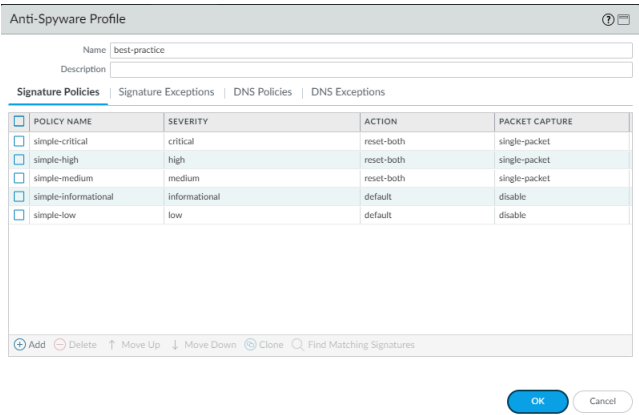 Anti-Spyware Profile
Name best-practice
Description
Signature Policies | Signature Exceptions | DNS Policies | DNS Exceptions
POLICY NAME SEVERITY ACTION PACKET CAPTURE
simple-critical critical reset-both single-packet
simple-high high reset-both single-packet
simple-medium medium reset-both single-packet
simple-informational informational default disable
simple-low low default disable
Add Delete Move Up Move Down Clone Find Matching Signatures
OK Cancel